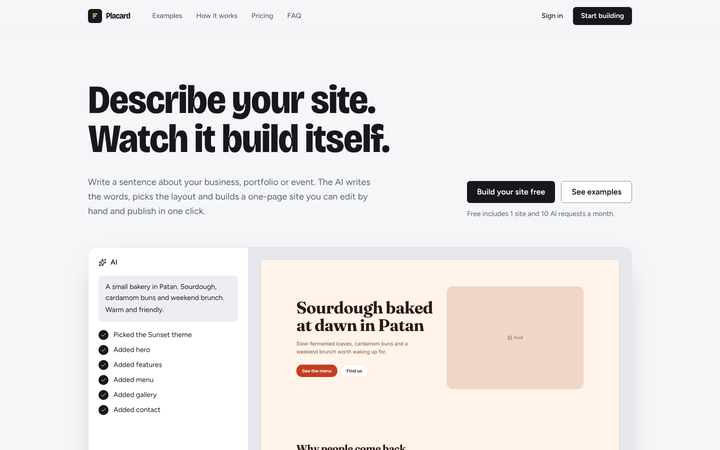 Placard
Examples
How it works
Pricing
FAQ
Sign in
Start building
Describe your site.
Watch it build itself.
Write a sentence about your business, portfolio or event. The AI writes
the words, picks the layout and builds a one-page site you can edit by
hand and publish in one click.
Build your site free
See examples
Free includes 1 site and 10 AI requests a month.
AI
A small bakery in Patan. Sourdough,
cardamom buns and weekend brunch.
Warm and friendly.
Picked the Sunset theme
Added hero
Added features
Added menu
Added gallery
Added contact
Sourdough baked
at dawn in Patan
Slow-fermented loaves, cardamom buns and a
weekend brunch worth waking up for.
See the menu
Find us
Food
Why people come back